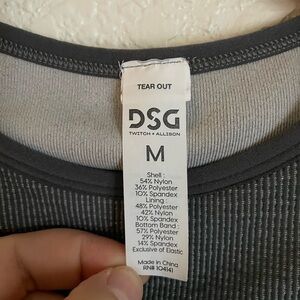 TEAR OUT
DSG
TWITCH + ALLISON
M
Shell :
54% Nylon
36% Polyester
10% Spandex
Lining :
48% Polyester
42% Nylon
10% Spandex
Bottom Band :
57% Polyester
29% Nylon
14% Spandex
Exclusive of Elastic
Made in China
RN# 104141